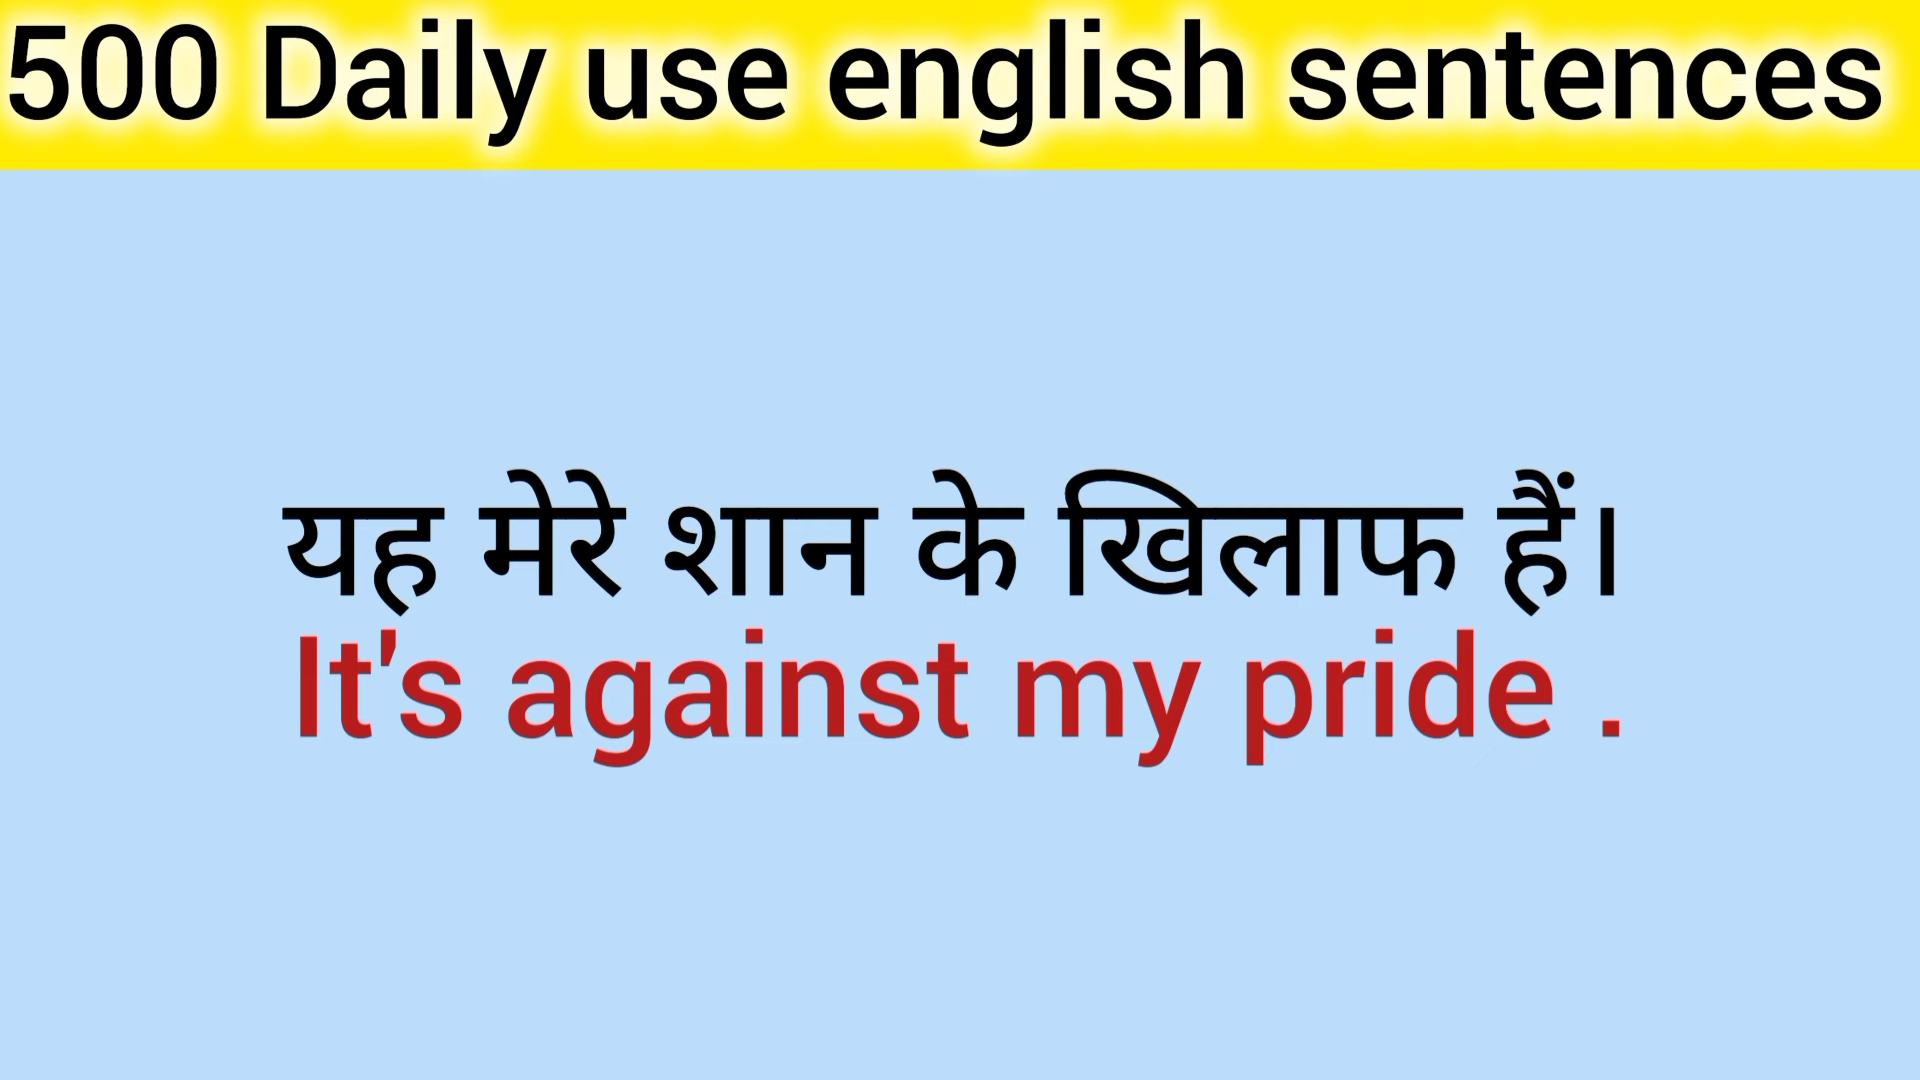 500 Daily use english sentences
यह मेरे शान के खिलाफ हैं।
It's against my pride .